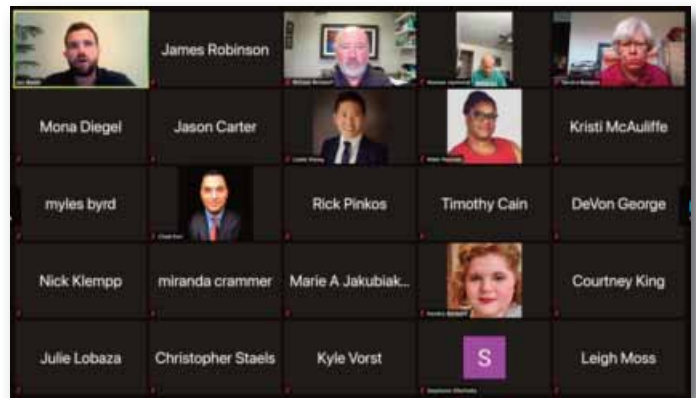 James Robinson
Mona Diegel
Jason Carter
Kristi McAuliffe
myles byrd
Rick Pinkos
Timothy Cain
DeVon George
Nick Klempp
miranda crammer
Marie A Jakubiak...
Courtney King
Julie Lobaza
Christopher Staels
Kyle Vorst
S
Leigh Moss